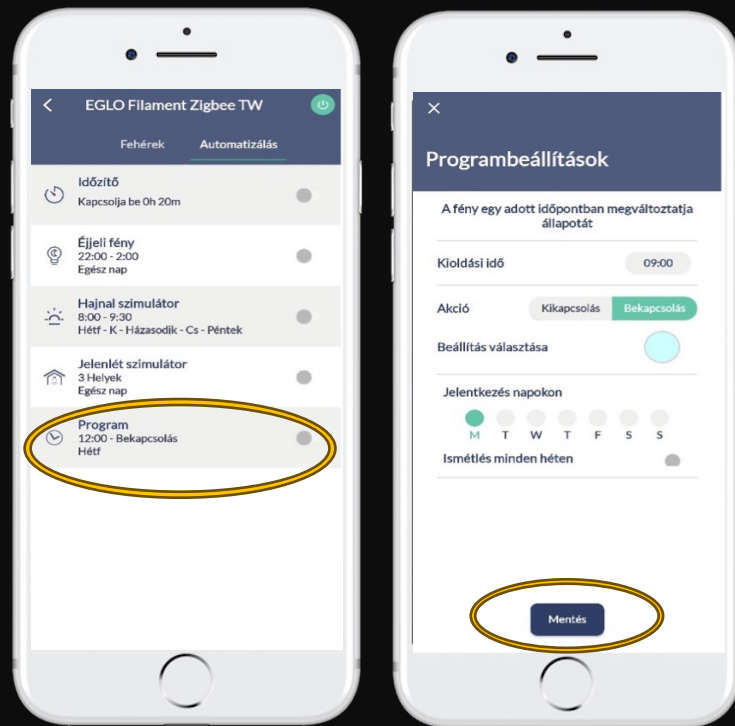 EGLO Filament Zigbee TW
Fehérek Automatizálás
Időzítő
Kapcsolja be 0h 20m
Éjjeli fény
22:00 - 2:00
Egész nap
Hajnal szimulátor
8:00 - 9:30
Hétf - K - Házasodik - Cs - Péntek
Jelenlét szimulátor
3 Helyek
Egész nap
Program
12:00 - Bekapcsolás
Hétf
Programbeállítások
A fény egy adott időpontban megváltoztatja
állapotát
Kioldási idő 09:00
Akció Kikapcsolás Bekapcsolás
Beállítás választása
Jelentkezés napokon
M T W T F S S
Ismétlés minden héten
Mentés